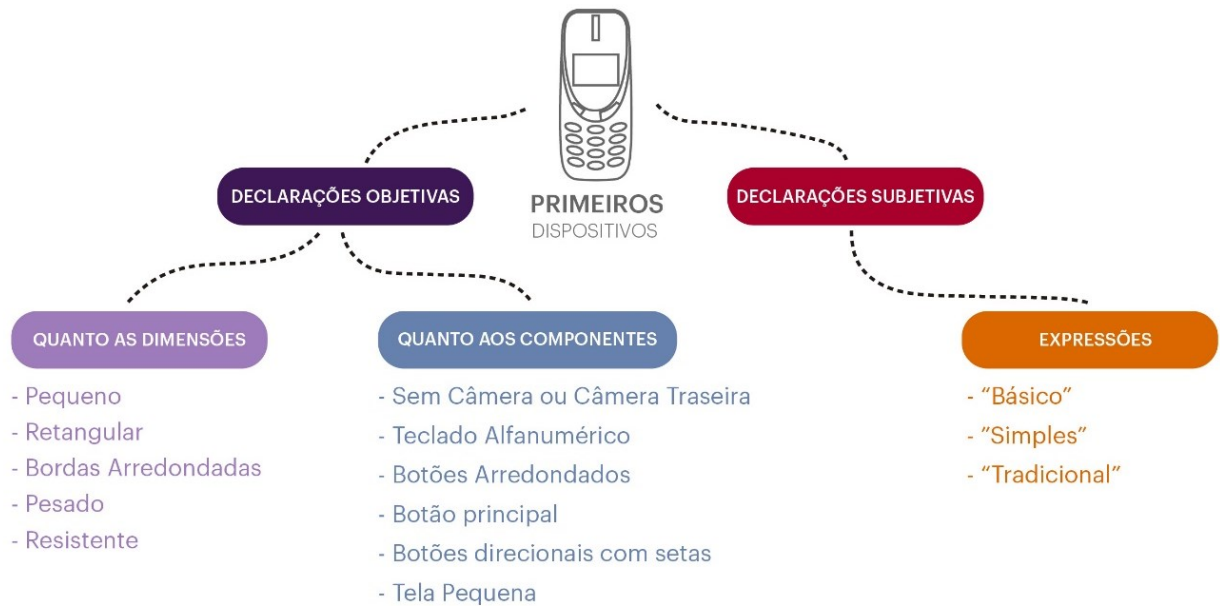 DECLARAÇÕES OBJETIVAS
PRIMEIROS
DISPOSITIVOS
DECLARAÇÕES SUBJETIVAS
QUANTO AS DIMENSÕES
- Pequeno
- Retangular
- Bordas Arredondadas
- Pesado
- Resistente
QUANTO AOS COMPONENTES
- Sem Câmera ou Câmera Traseira
- Teclado Alfanumérico
- Botões Arredondados
- Botão principal
- Botões direcionais com setas
- Tela Pequena
EXPRESSÕES
- “Básico”
- ”Simples”
- “Tradicional”